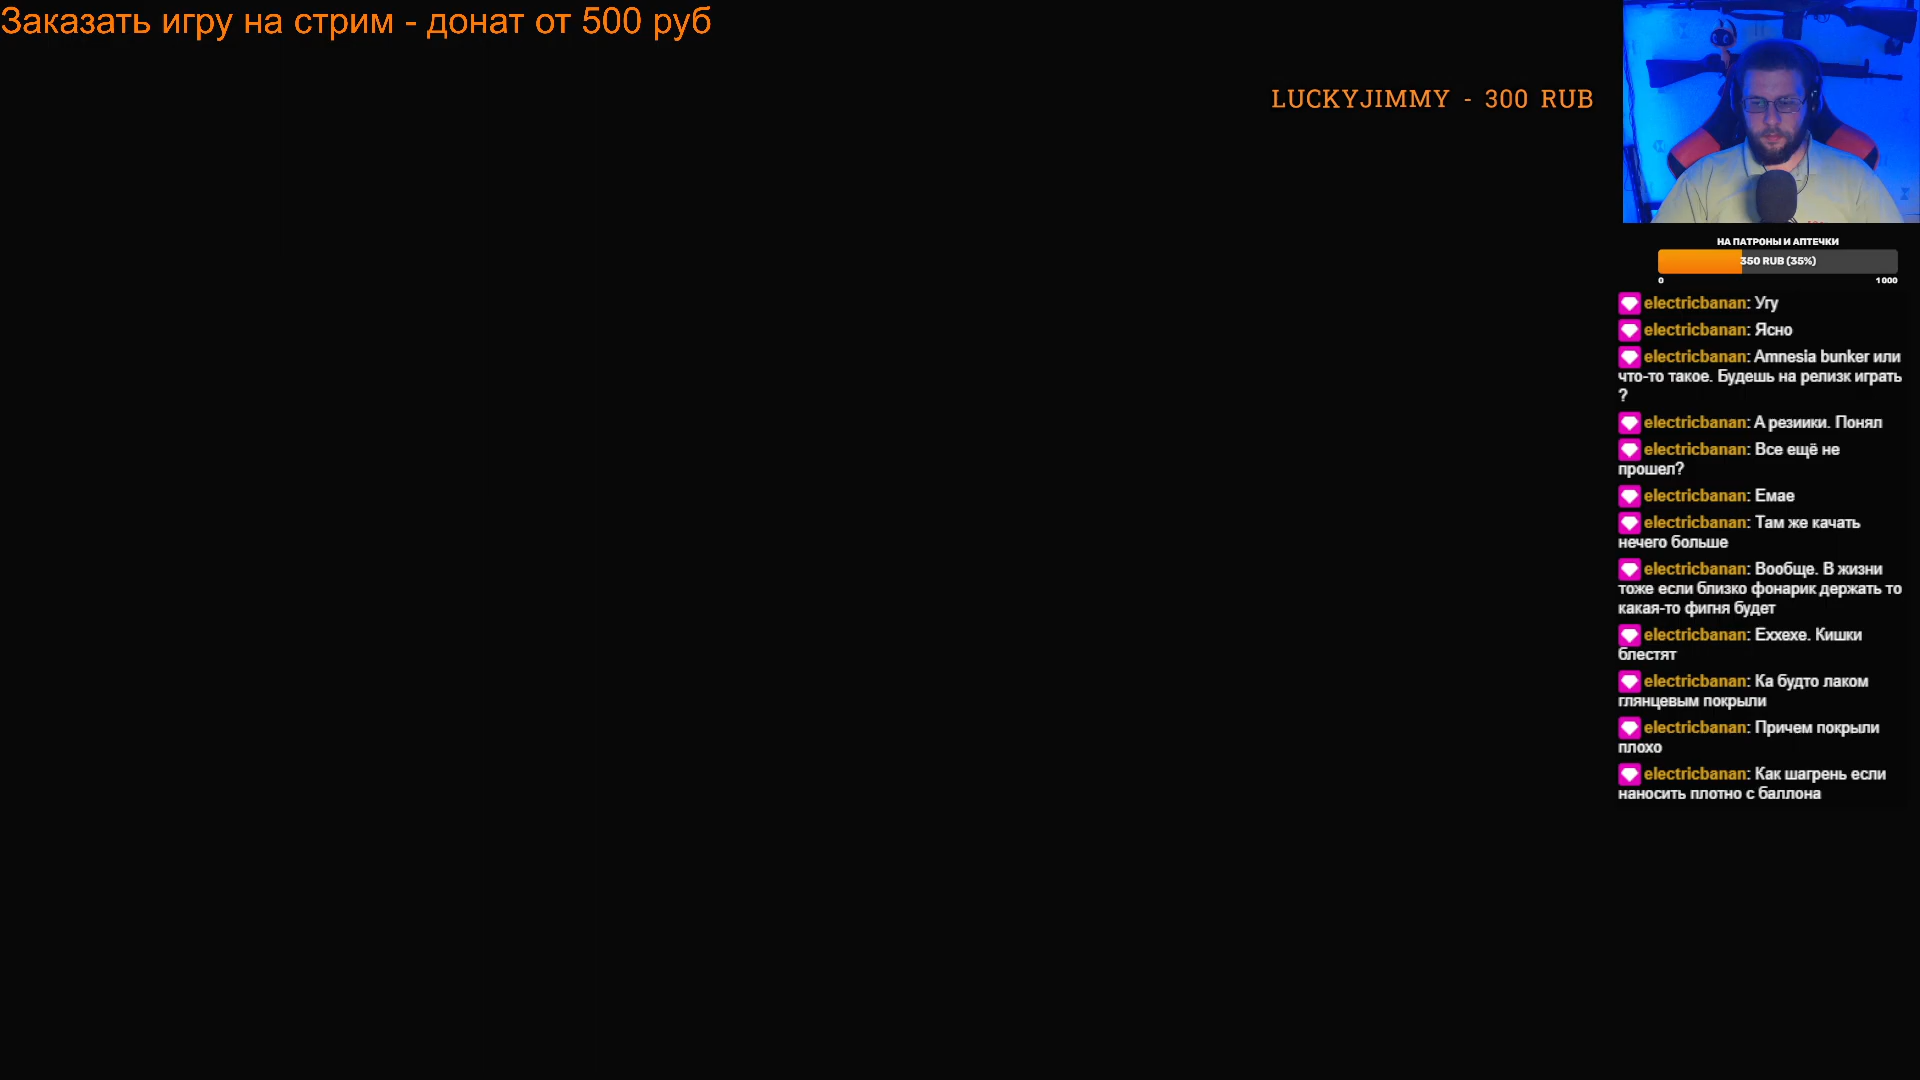 Заказать игру на стрим - донат от 500 руб
LUCKYJIMMY - 300 RUB
НА ПАТРОНЫ И АПТЕЧКИ
350 RUB (35%)
0 1000
electricbanan: Угу
electricbanan: Ясно
electricbanan: Amnesia bunker или
что-то такое. Будешь на релизк играть
?
electricbanan: А резиики. Понял
electricbanan: Все ещё не
прошел?
electricbanan: Емае
electricbanan: Там же качать
нечего больше
electricbanan: Вообще. В жизни
тоже если близко фонарик держать то
какая-то фигня будет
electricbanan: Еххехе. Кишки
блестят
electricbanan: Ка будто лаком
глянцевым покрыли
electricbanan: Причем покрыли
плохо
electricbanan: Как шагрень если
наносить плотно с баллона